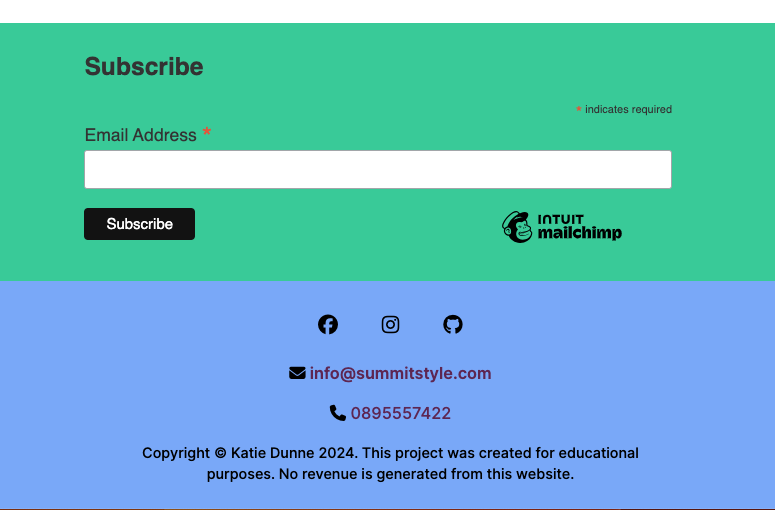 Subscribe
* indicates required
Email Address *
Subscribe
INTUIT
mailchimp
info@summitstyle.com
0895557422
Copyright © Katie Dunne 2024. This project was created for educational
purposes. No revenue is generated from this website.